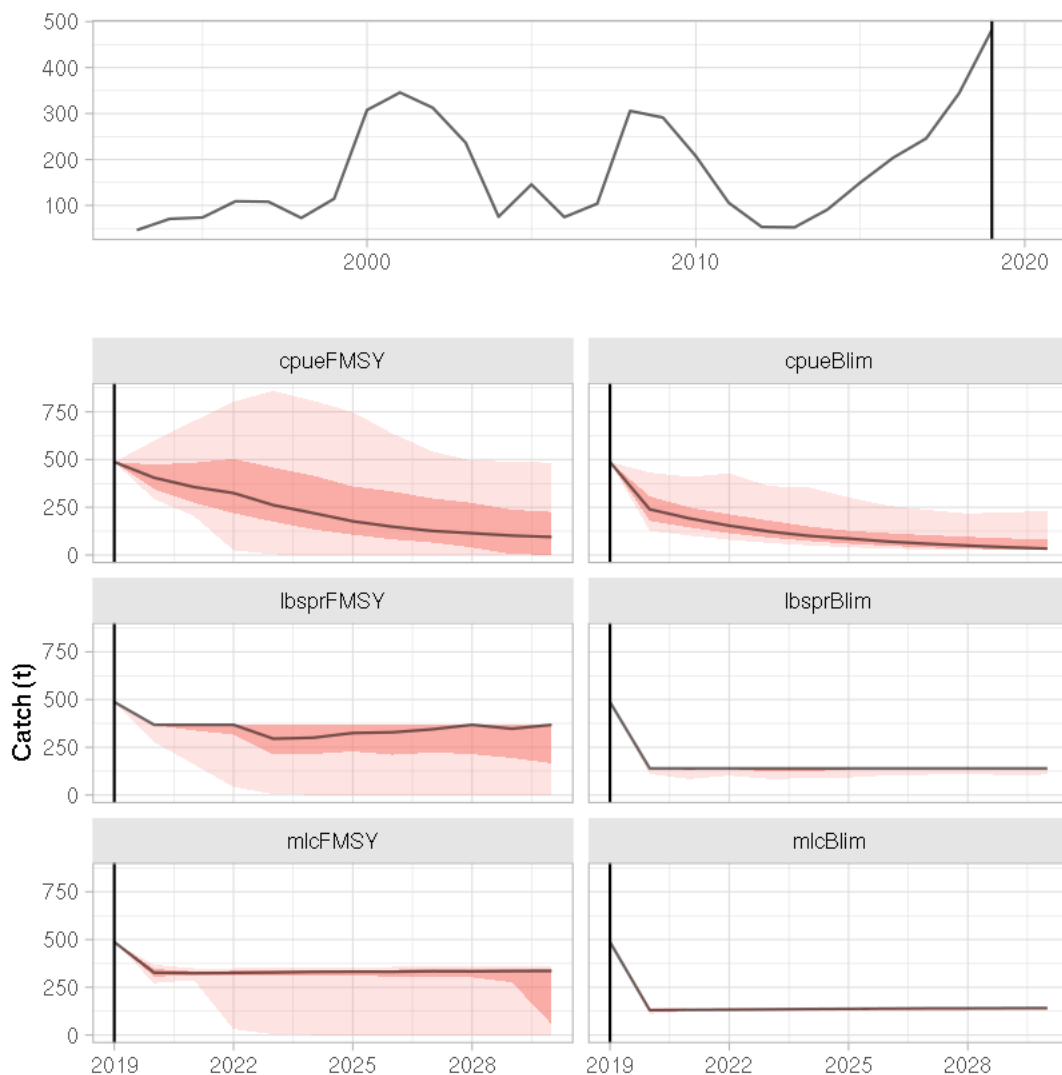 500
400
300
200
100
2000 2010 2020
cpueFMSY cpueBlim
750
500
250
0
lbsprFMSY lbsprBlim
750
500
250
0
Catch (t)
mlcFMSY mlcBlim
750
500
250
0
2019 2022 2025 2028 2019 2022 2025 2028